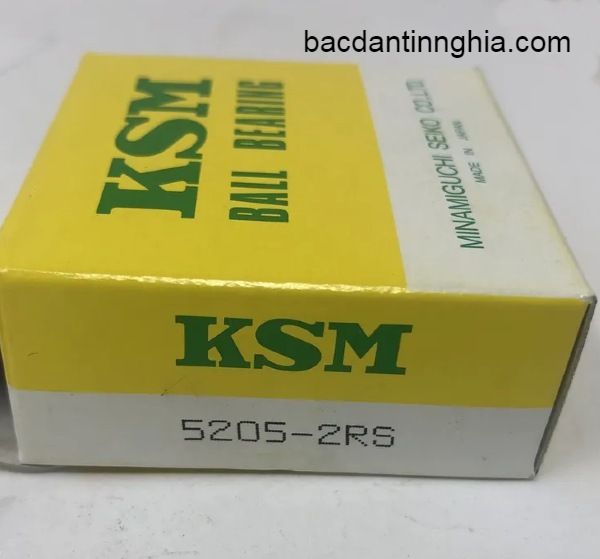 bacdantinnghia.com
KSM
BALL BEARING
MINAMIGUCHI SEIKO CO.,LTD.
MADE IN JAPAN
KSM
5205-2RS